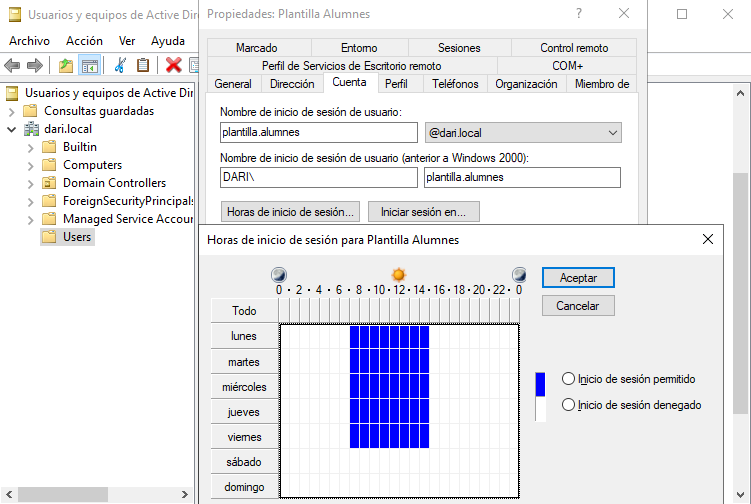 Usuarios y equipos de Active Dire
Archivo Acción Ver Ayuda
Usuarios y equipos de Active Dire
Consultas guardadas
dari.local
Builtin
Computers
Domain Controllers
ForeignSecurityPrincipals
Managed Service Accour
Users
Propiedades: Plantilla Alumnes
Marcado Entorno Sesiones Control remoto
Perfil de Servicios de Escritorio remoto COM+
General Dirección Cuenta Perfil Teléfonos Organización Miembro de
Nombre de inicio de sesión de usuario:
plantilla.alumnes @dari.local
Nombre de inicio de sesión de usuario (anterior a Windows 2000):
DARI\ plantilla.alumnes
Horas de inicio de sesión... Iniciar sesión en...
Horas de inicio de sesión para Plantilla Alumnes
0 · 2 · 4 · 6 · 8 · 10 · 12 · 14 · 16 · 18 · 20 · 22 · 0
Todo
lunes
martes
miércoles
jueves
viernes
sábado
domingo
Aceptar
Cancelar
Inicio de sesión permitido
Inicio de sesión denegado